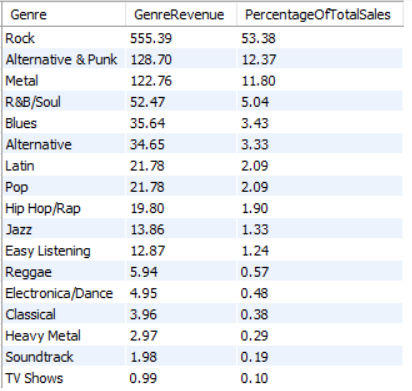 Genre GenreRevenue PercentageOfTotalSales
Rock 555.39 53.38
Alternative & Punk 128.70 12.37
Metal 122.76 11.80
R&B/Soul 52.47 5.04
Blues 35.64 3.43
Alternative 34.65 3.33
Latin 21.78 2.09
Pop 21.78 2.09
Hip Hop/Rap 19.80 1.90
Jazz 13.86 1.33
Easy Listening 12.87 1.24
Reggae 5.94 0.57
Electronica/Dance 4.95 0.48
Classical 3.96 0.38
Heavy Metal 2.97 0.29
Soundtrack 1.98 0.19
TV Shows 0.99 0.10